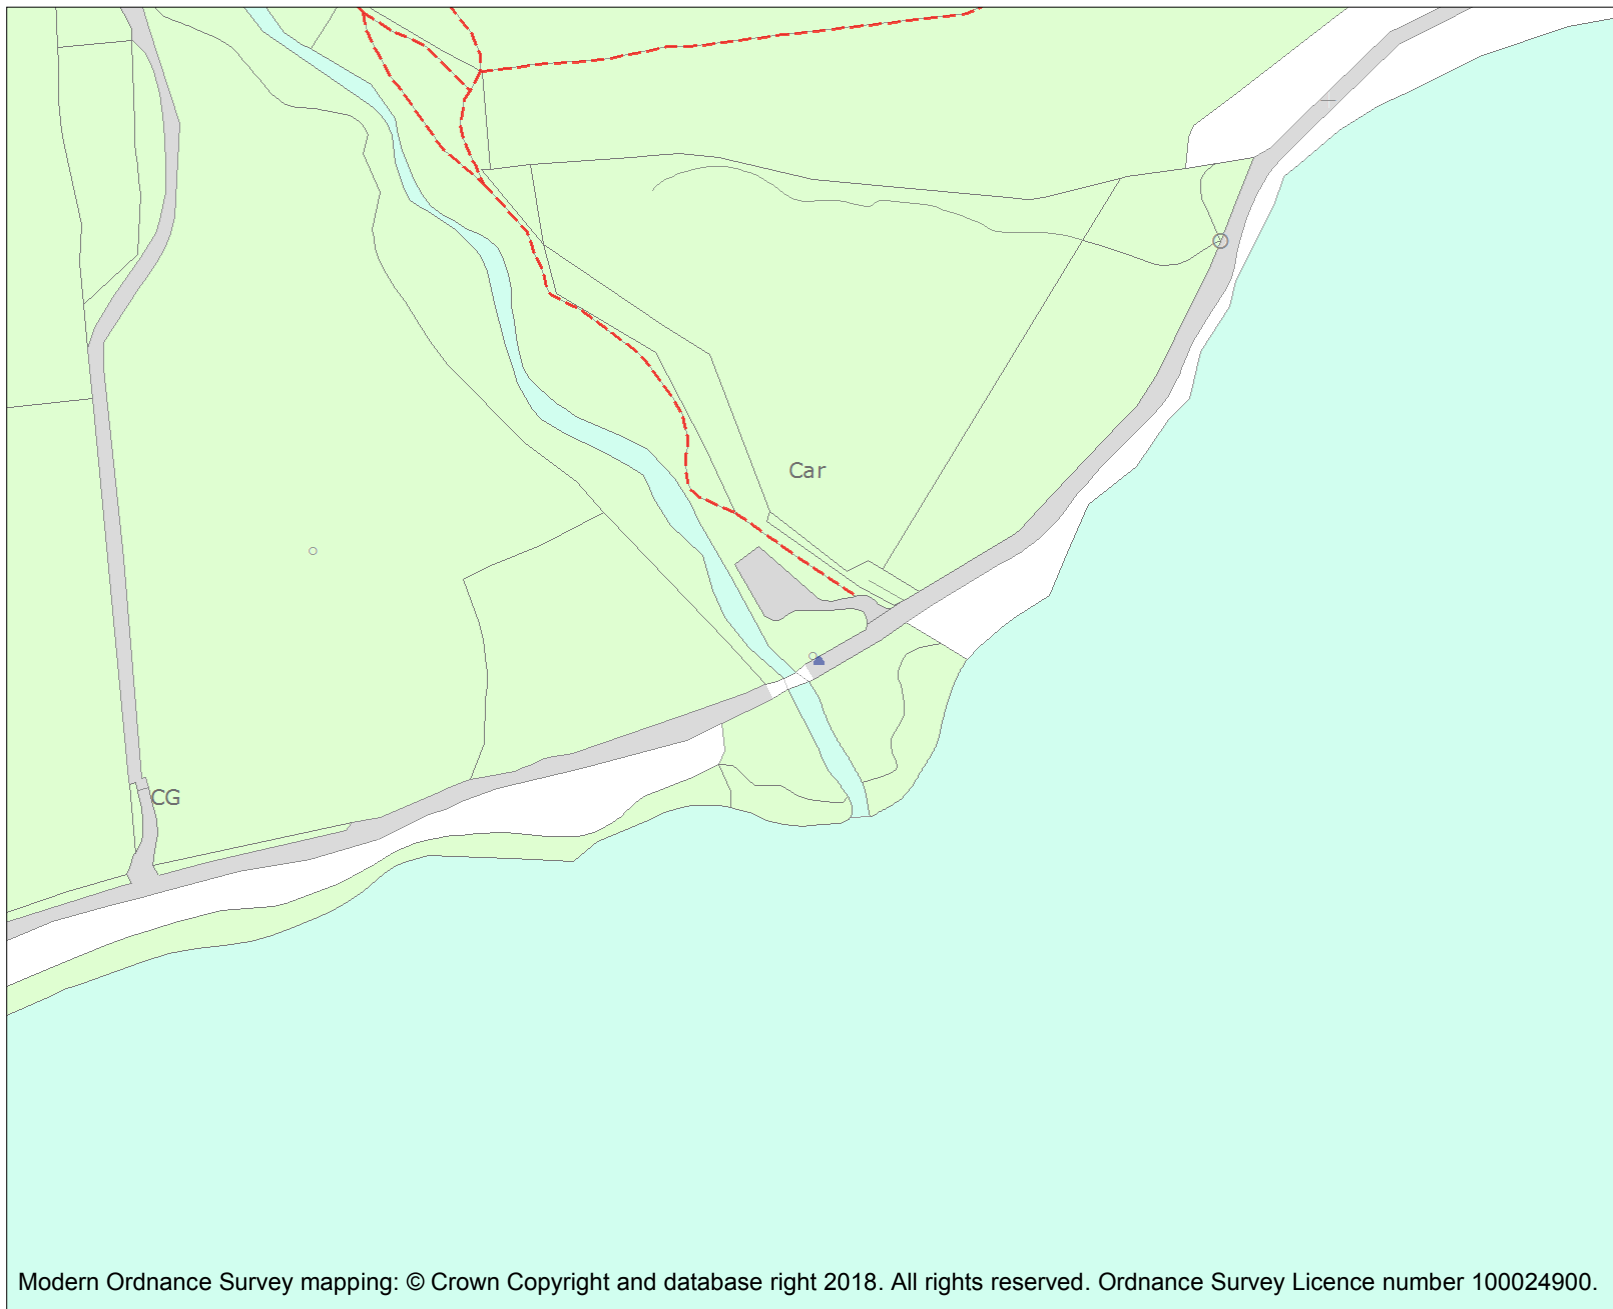 Car
CG
Modern Ordnance Survey mapping: © Crown Copyright and database right 2018. All rights reserved. Ordnance Survey Licence number 100024900.